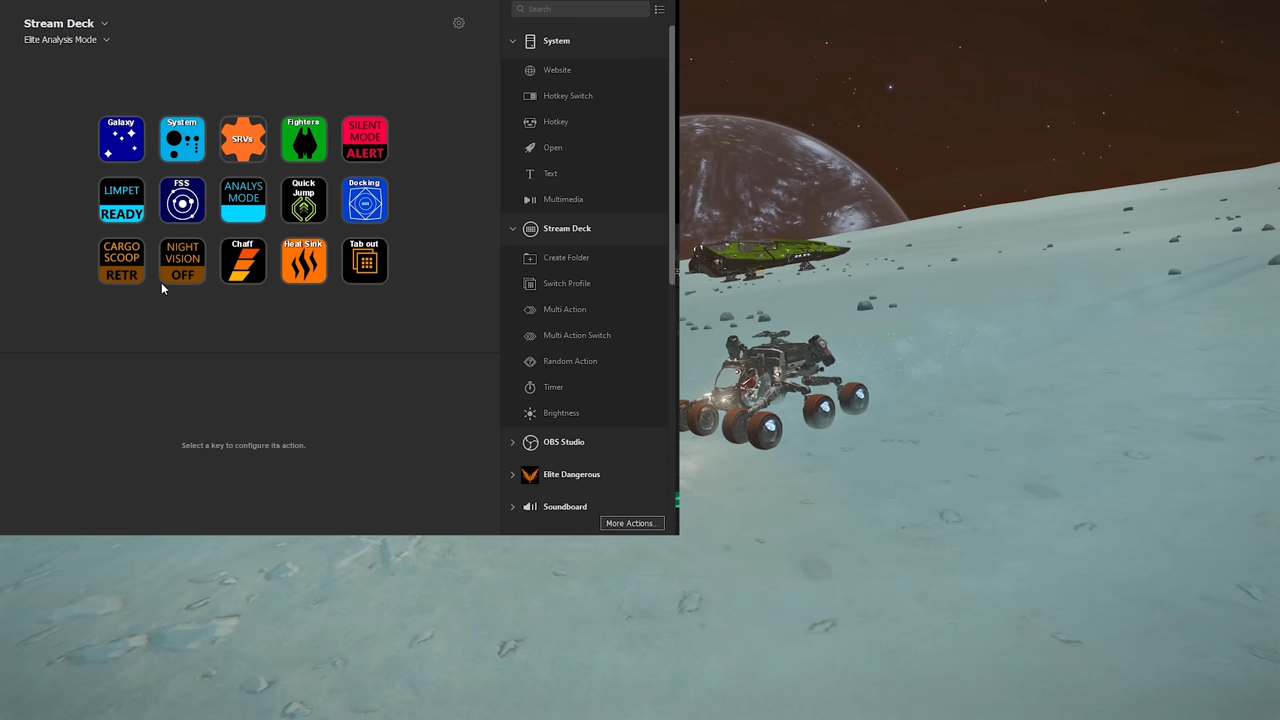 Stream Deck
Elite Analysis Mode
Galaxy
System
SRVs
Fighters
SILENT
MODE
ALERT
LIMPET
READY
FSS
ANALYS
MODE
Quick
Jump
Docking
CARGO
SCOOP
RETR
NIGHT
VISION
OFF
Chaff
Heat Sink
Tab out
Select a key to configure its action.
Search
System
Website
Hotkey Switch
Hotkey
Open
Text
Multimedia
Stream Deck
Create Folder
Switch Profile
Multi Action
Multi Action Switch
Random Action
Timer
Brightness
OBS Studio
Elite Dangerous
Soundboard
More Actions...